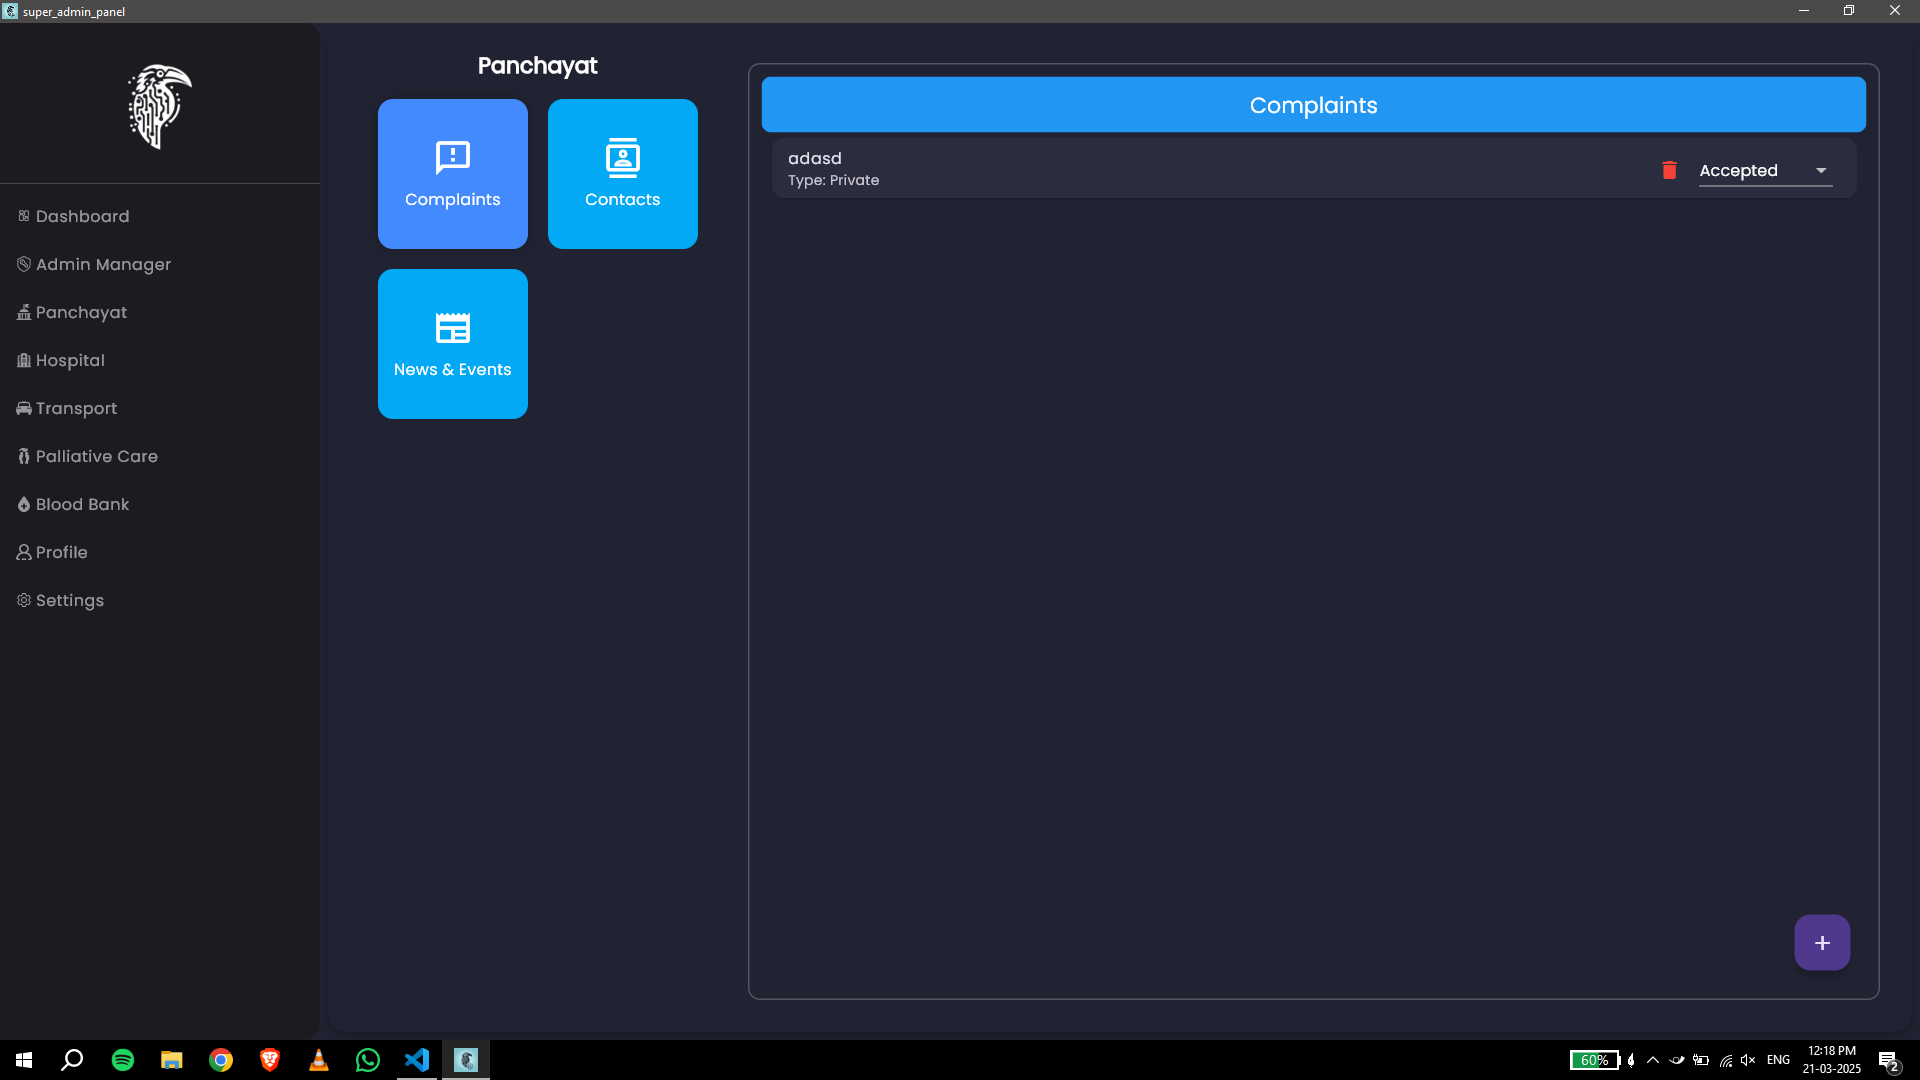 super_admin_panel
Dashboard
Admin Manager
Panchayat
Hospital
Transport
Palliative Care
Blood Bank
Profile
Settings
Panchayat
Complaints
Contacts
News & Events
Complaints
adasd
Type: Private
Accepted
60%
ENG
12:18 PM
21-03-2025
2